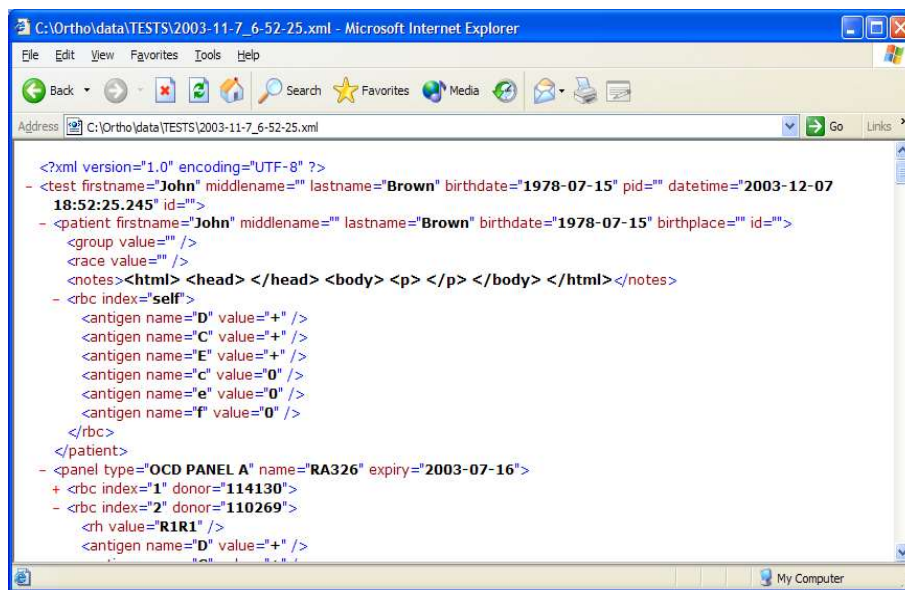 C:\Ortho\data\TESTS\2003-11-7_6-52-25.xml - Microsoft Internet Explorer
File Edit View Favorites Tools Help
Back Search Favorites Media
Address C:\Ortho\data\TESTS\2003-11-7_6-52-25.xml Go Links »
<?xml version="1.0" encoding="UTF-8" ?>
- <test firstname="John" middlename="" lastname="Brown" birthdate="1978-07-15" pid="" datetime="2003-12-07
18:52:25.245" id="">
- <patient firstname="John" middlename="" lastname="Brown" birthdate="1978-07-15" birthplace="" id="">
<group value="" />
<race value="" />
<notes><html> <head> </head> <body> <p> </p> </body> </html></notes>
- <rbc index="self">
<antigen name="D" value="+" />
<antigen name="C" value="+" />
<antigen name="E" value="+" />
<antigen name="c" value="0" />
<antigen name="e" value="0" />
<antigen name="f" value="0" />
</rbc>
</patient>
- <panel type="OCD PANEL A" name="RA326" expiry="2003-07-16">
+ <rbc index="1" donor="114130">
- <rbc index="2" donor="110269">
<rh value="R1R1" />
<antigen name="D" value="+" />
My Computer